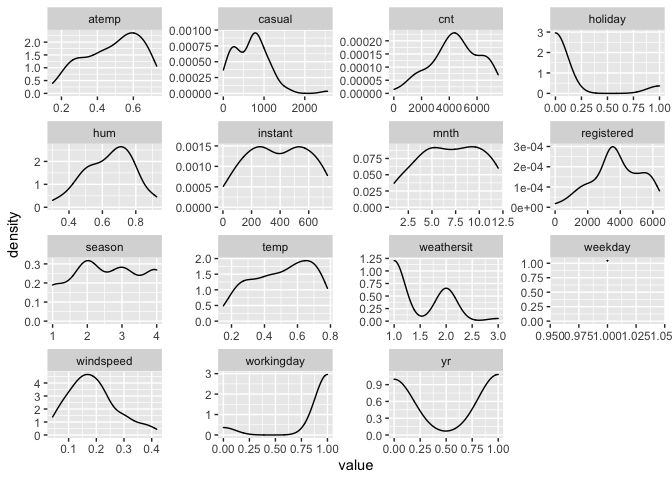 atemp casual cnt holiday
2.0 1.5 1.0 0.5 0.0 0.00100 0.00075 0.00050 0.00025 0.00000 0.00020 0.00015 0.00010 0.00005 0.00000 3 2 1 0
0.2 0.4 0.6 0 1000 2000 0 2000 4000 6000 0.00 0.25 0.50 0.75 1.00
hum instant mnth registered
2 1 0 0.0015 0.0010 0.0005 0.0000 0.075 0.050 0.025 0.000 3e-04 2e-04 1e-04 0e+00
0.4 0.6 0.8 0 200 400 600 2.5 5.0 7.5 10.0 12.5 0 2000 4000 6000
density
season temp weathersit weekday
0.3 0.2 0.1 0.0 2.0 1.5 1.0 0.5 0.0 1.25 1.00 0.75 0.50 0.25 0.00 1.00 0.75 0.50 0.25 0.00
1 2 3 4 0.2 0.4 0.6 0.8 1.0 1.5 2.0 2.5 3.0 0.950 0.975 1.000 1.025 1.05
windspeed workingday yr
4 3 2 1 0 3 2 1 0 0.9 0.6 0.3 0.0
0.1 0.2 0.3 0.4 0.00 0.25 0.50 0.75 1.00 0.00 0.25 0.50 0.75 1.00
value